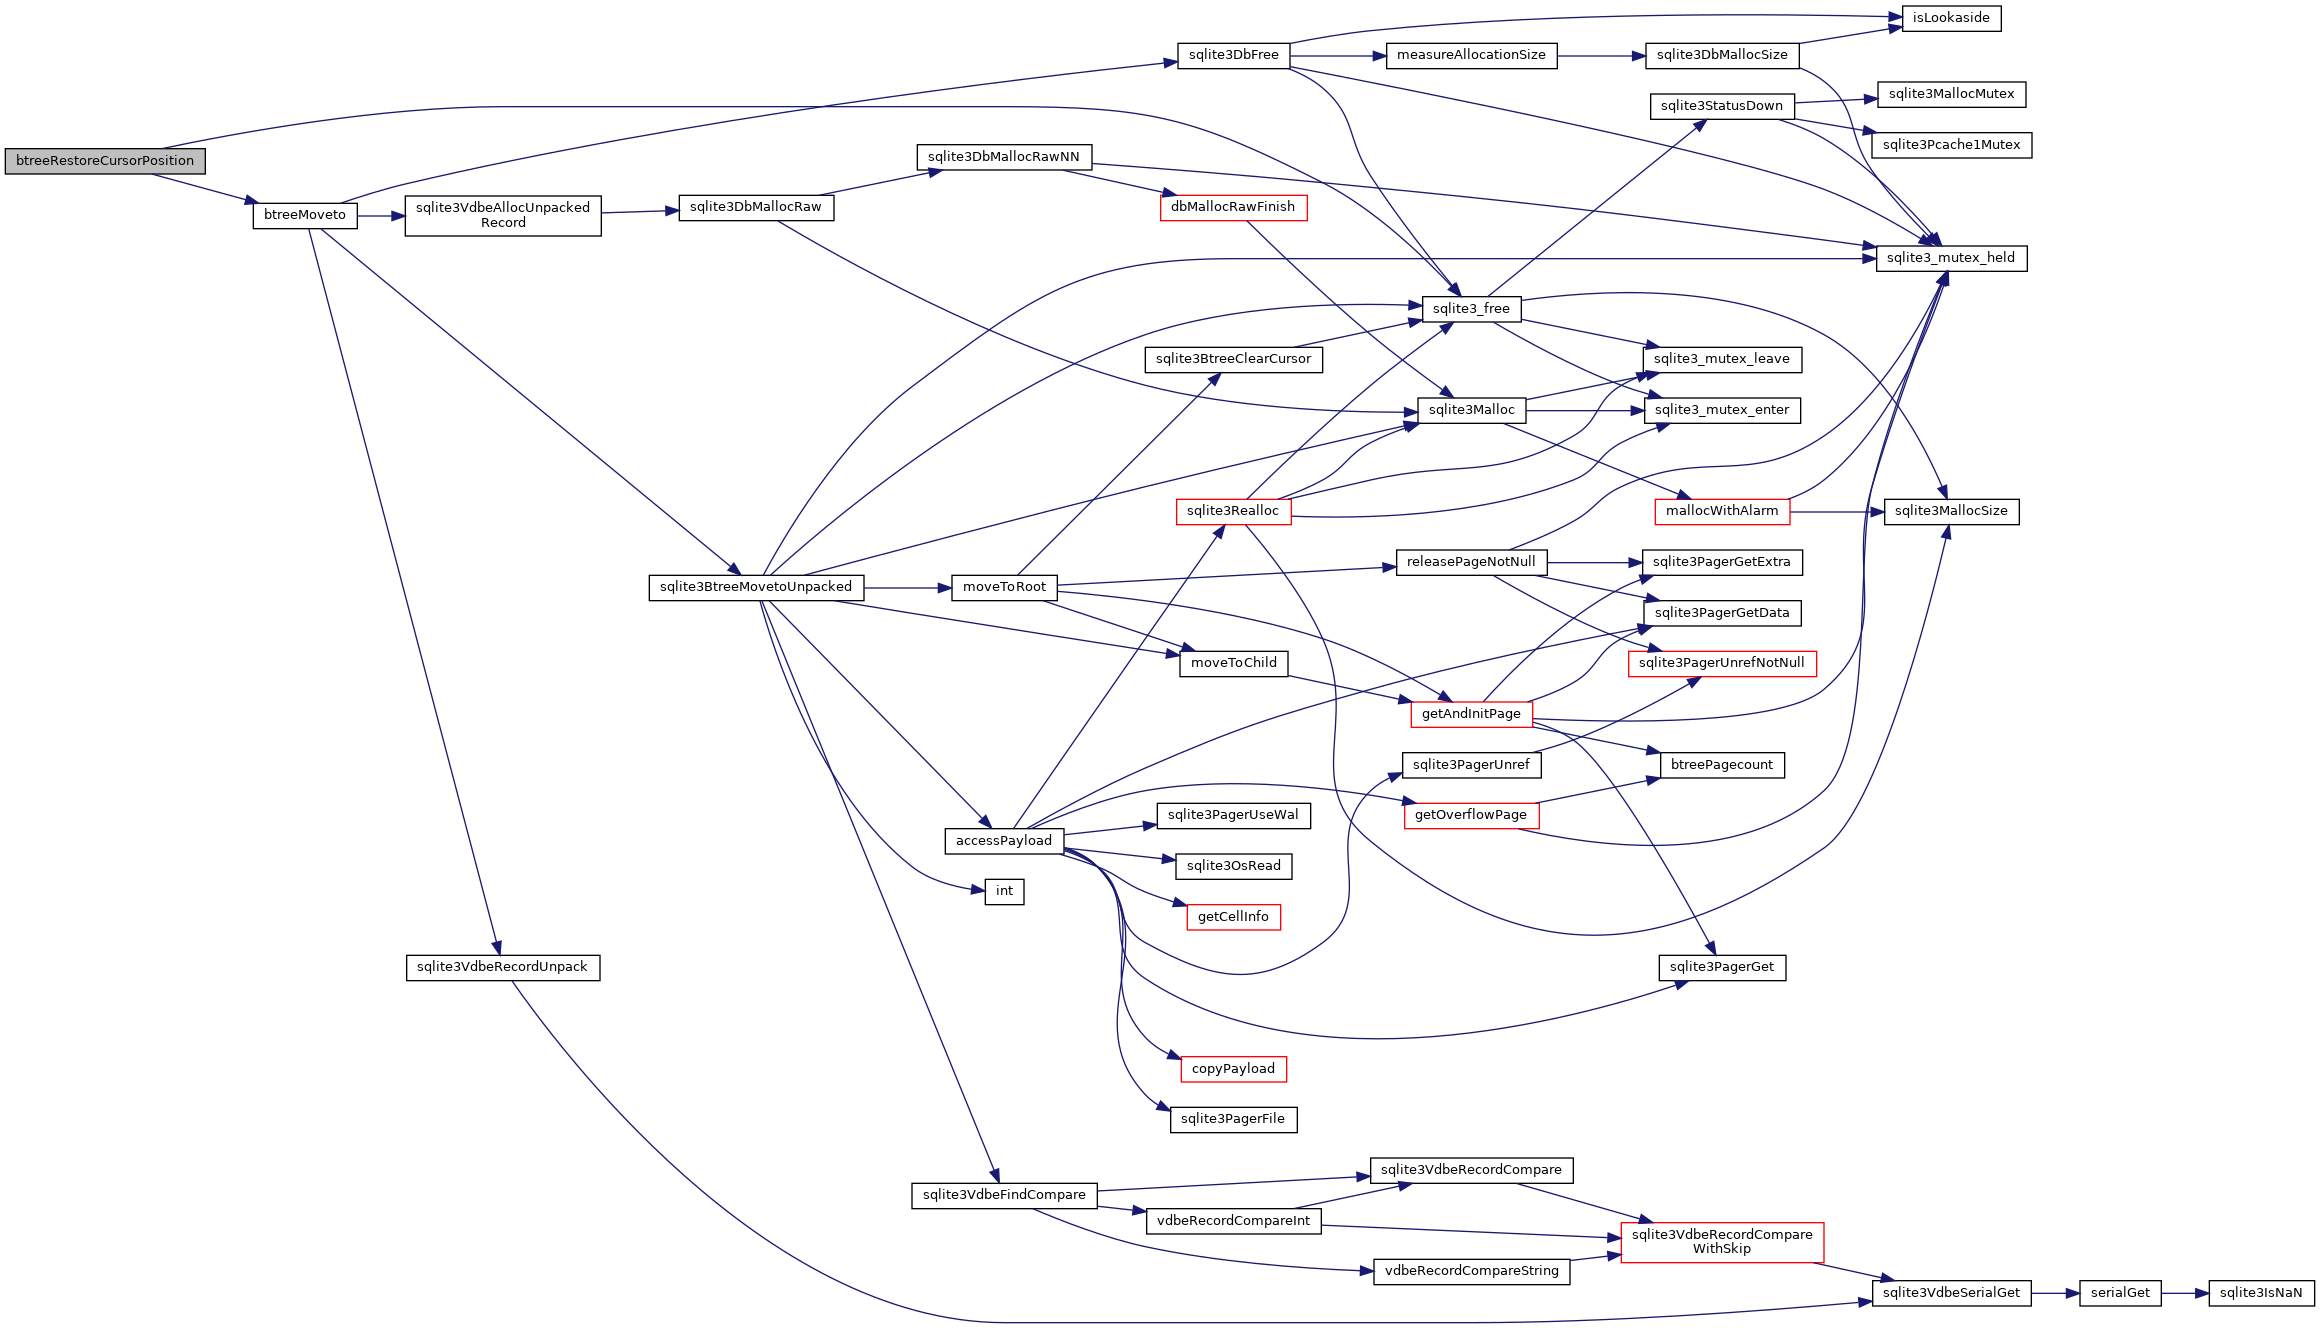 isLookaside
sqlite3DbFree
measureAllocationSize
sqlite3DbMallocSize
sqlite3MallocMutex
sqlite3StatusDown
sqlite3Pcache1Mutex
btreeRestoreCursorPosition
sqlite3DbMallocRawNN
btreeMoveto
sqlite3VdbeAllocUnpacked
Record
sqlite3DbMallocRaw
dbMallocRawFinish
sqlite3_mutex_held
sqlite3_free
sqlite3BtreeClearCursor
sqlite3_mutex_leave
sqlite3Malloc
sqlite3_mutex_enter
sqlite3Realloc
mallocWithAlarm
sqlite3MallocSize
releasePageNotNull
sqlite3PagerGetExtra
sqlite3BtreeMovetoUnpacked
moveToRoot
sqlite3PagerGetData
moveToChild
sqlite3PagerUnrefNotNull
getAndInitPage
sqlite3PagerUnref
btreePagecount
sqlite3PagerUseWal
getOverflowPage
accessPayload
sqlite3OsRead
int
getCellInfo
sqlite3VdbeRecordUnpack
sqlite3PagerGet
copyPayload
sqlite3PagerFile
sqlite3VdbeRecordCompare
sqlite3VdbeFindCompare
vdbeRecordCompareInt
sqlite3VdbeRecordCompare
WithSkip
vdbeRecordCompareString
sqlite3VdbeSerialGet
serialGet
sqlite3IsNaN